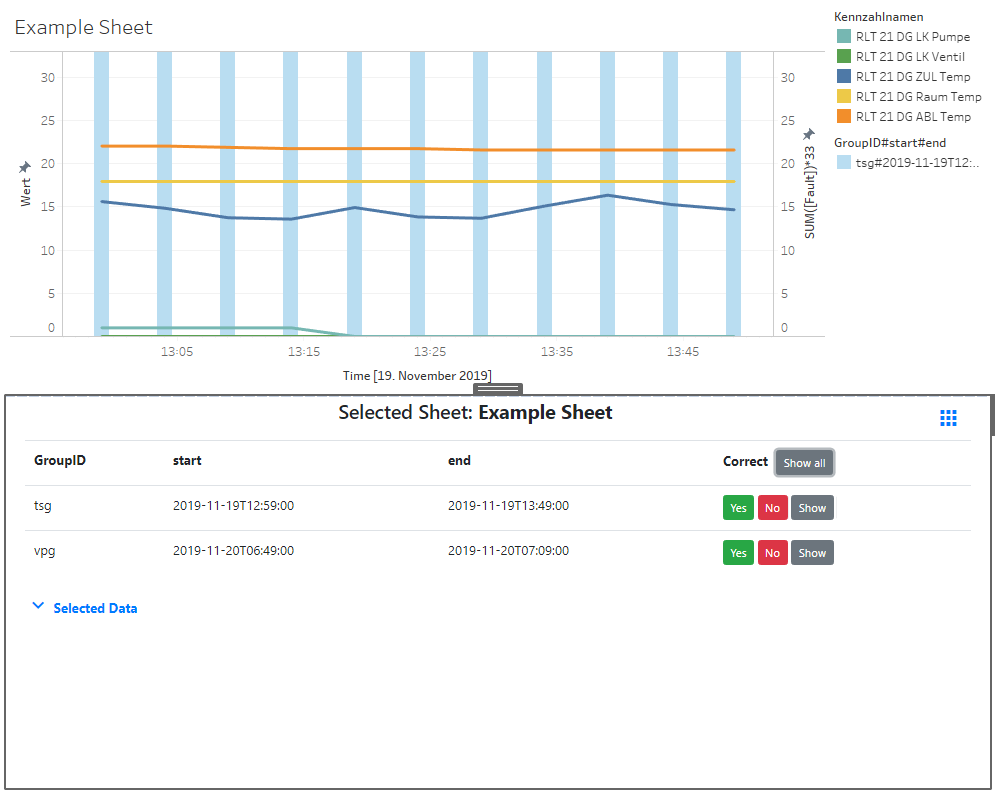 Example Sheet
Kennzahlnamen
RLT 21 DG LK Pumpe
RLT 21 DG LK Ventil
RLT 21 DG ZUL Temp
RLT 21 DG Raum Temp
RLT 21 DG ABL Temp
GroupID#start#end
tsg#2019-11-19T12:..
30
25
20
15
10
5
0
Wert
30
25
20
15
10
5
0
SUM([Fault])*33
13:05 13:15 13:25 13:35 13:45
Time [19. November 2019]
Selected Sheet: Example Sheet
GroupID start end Correct Show all
tsg 2019-11-19T12:59:00 2019-11-19T13:49:00 Yes No Show
vpg 2019-11-20T06:49:00 2019-11-20T07:09:00 Yes No Show
Selected Data